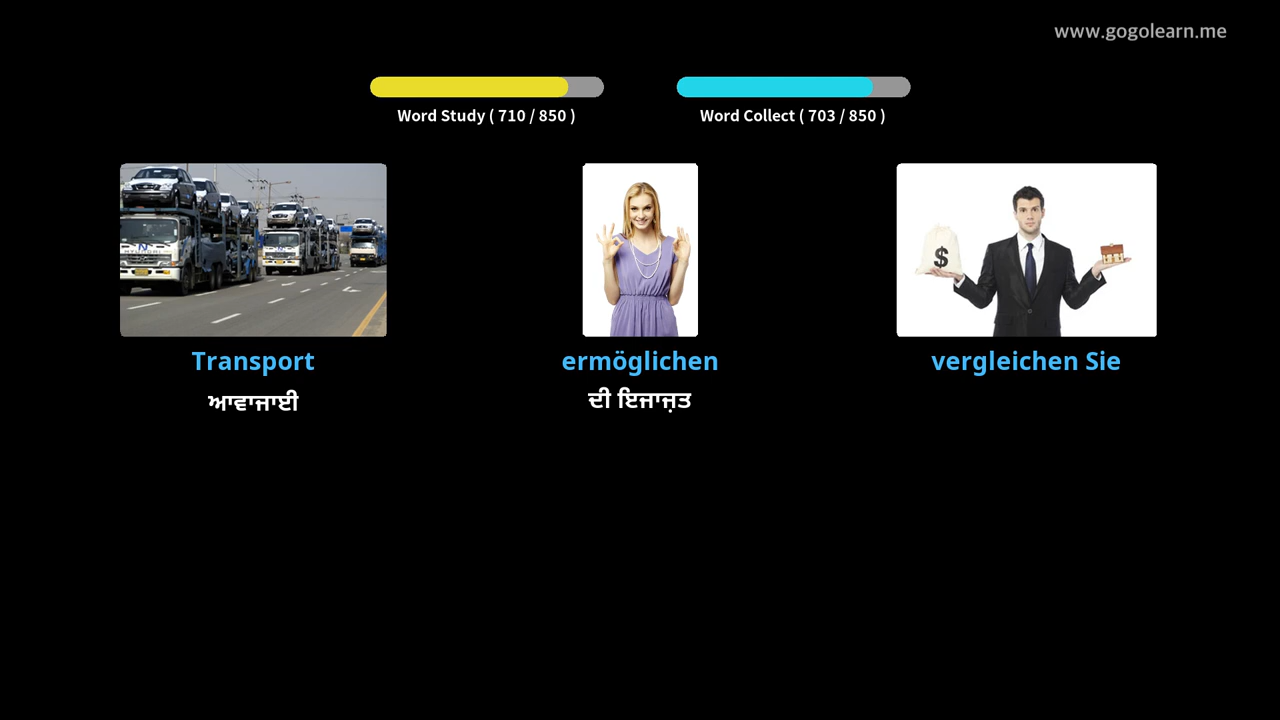 www.gogolearn.me
Word Study ( 710 / 850 )
Word Collect ( 703 / 850 )
Transport
ermöglichen
vergleichen Sie
ਆਵਾਜਾਈ
ਦੀ ਇਜਾਜ਼ਤ